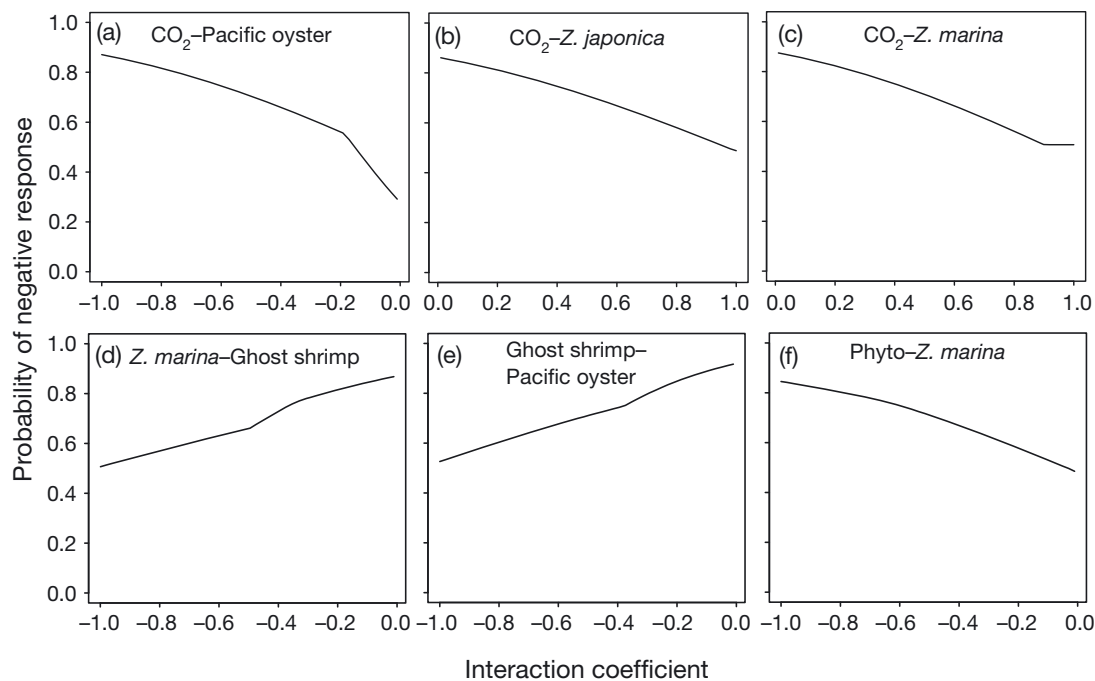 Probability of negative response
(a) CO2–Pacific oyster
(b) CO2–Z. japonica
(c) CO2–Z. marina
1.0
0.8
0.6
0.4
0.2
0.0
–1.0 –0.8 –0.6 –0.4 –0.2 0.0
0.0 0.2 0.4 0.6 0.8 1.0
0.0 0.2 0.4 0.6 0.8 1.0
(d) Z. marina–Ghost shrimp
(e) Ghost shrimp–
Pacific oyster
(f) Phyto–Z. marina
1.0
0.8
0.6
0.4
0.2
0.0
–1.0 –0.8 –0.6 –0.4 –0.2 0.0
–1.0 –0.8 –0.6 –0.4 –0.2 0.0
–1.0 –0.8 –0.6 –0.4 –0.2 0.0
Interaction coefficient